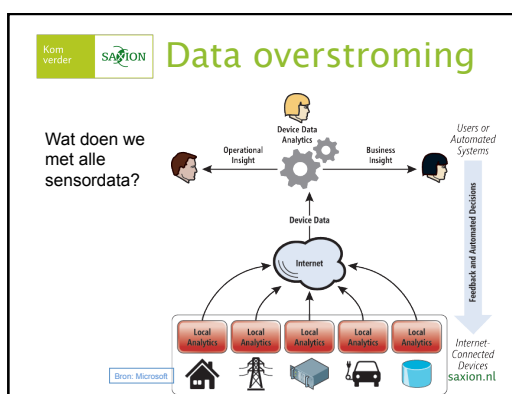 Kom
verder
SAXION
Data overstroming
Wat doen we
met alle
sensordata?
Device Data
Analytics
Operational
Insight
Business
Insight
Users or
Automated
Systems
Device Data
Internet
Feedback and Automated Decisions
Local
Analytics
Local
Analytics
Local
Analytics
Local
Analytics
Local
Analytics
Internet-
Connected
Devices
Bron: Microsoft
saxion.nl